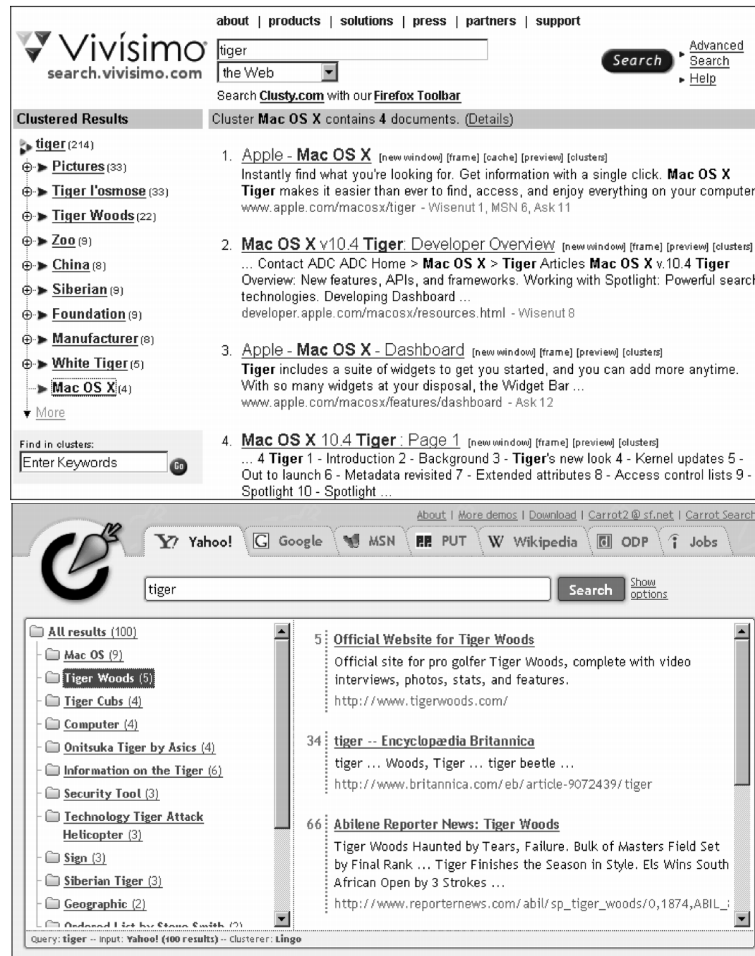 about | products | solutions | press | partners | support
Vivísimo
search.vivisimo.com
tiger
the Web
Search
Advanced
Search
Help
Search Clusty.com with our Firefox Toolbar
Clustered Results
Cluster Mac OS X contains 4 documents. (Details)
tiger (214)
Pictures (33)
Tiger l'osmose (33)
Tiger Woods (22)
Zoo (9)
China (8)
Siberian (9)
Foundation (9)
Manufacturer (8)
White Tiger (5)
Mac OS X (4)
More
Find in clusters:
Enter Keywords
Go
1. Apple - Mac OS X [new window] [frame] [cache] [preview] [clusters]
Instantly find what you're looking for. Get information with a single click. Mac OS X
Tiger makes it easier than ever to find, access, and enjoy everything on your computer
www.apple.com/macosx/tiger - Wisenut 1, MSN 6, Ask 11
2. Mac OS X v10.4 Tiger: Developer Overview [new window] [frame] [preview] [clusters]
... Contact ADC ADC Home > Mac OS X > Tiger Articles Mac OS X v.10.4 Tiger
Overview: New features, APIs, and frameworks. Working with Spotlight: Powerful search
technologies. Developing Dashboard ...
developer.apple.com/macosx/resources.html - Wisenut 8
3. Apple - Mac OS X - Dashboard [new window] [frame] [preview] [clusters]
Tiger includes a suite of widgets to get you started, and you can add more anytime.
With so many widgets at your disposal, the Widget Bar ...
www.apple.com/macosx/features/dashboard - Ask 12
4. Mac OS X 10.4 Tiger : Page 1 [new window] [frame] [preview] [clusters]
... 4 Tiger 1 - Introduction 2 - Background 3 - Tiger's new look 4 - Kernel updates 5 -
Out to launch 6 - Metadata revisited 7 - Extended attributes 8 - Access control lists 9 -
Spotlight 10 - Spotlight ...
About | More demos | Download | Carrot2 @ sf.net | Carrot Search
Yahoo! Google MSN PUT Wikipedia ODP Jobs
tiger
Search
Show
options
All results (100)
Mac OS (9)
Tiger Woods (5)
Tiger Cubs (4)
Computer (4)
Onitsuka Tiger by Asics (4)
Information on the Tiger (6)
Security Tool (3)
Technology Tiger Attack
Helicopter (3)
Sign (3)
Siberian Tiger (3)
Geographic (2)
Ordered List by Steve Smith (2)
5 Official Website for Tiger Woods
Official site for pro golfer Tiger Woods, complete with video
interviews, photos, stats, and features.
http://www.tigerwoods.com/
34 tiger -- Encyclopædia Britannica
tiger ... Woods, Tiger ... tiger beetle ...
http://www.britannica.com/eb/article-9072439/tiger
66 Abilene Reporter News: Tiger Woods
Tiger Woods Haunted by Tears, Failure. Bulk of Masters Field Set
by Final Rank ... Tiger Finishes the Season in Style. Els Wins South
African Open by 3 Strokes ...
http://www.reporternews.com/abil/sp_tiger_woods/0,1874,ABIL_
Query: tiger -- Input: Yahoo! (100 results) -- Clusterer: Lingo